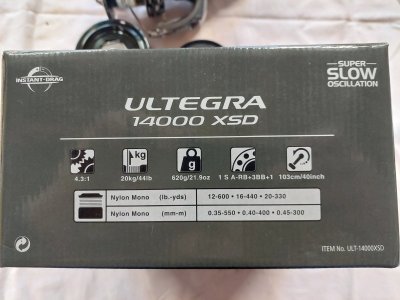 INSTANT-DRAG
SUPER
SLOW
OSCILLATION
ULTEGRA
14000 XSD
kg
g
4.3:1
20kg/44lb
620g/21.9oz
1 S A-RB+3BB+1
103cm/40inch
Nylon Mono (lb.-yds) 12-600 • 16-440 • 20-330
Nylon Mono (mm-m) 0.35-550 • 0.40-400 • 0.45-300
ITEM No. ULT-14000XSD